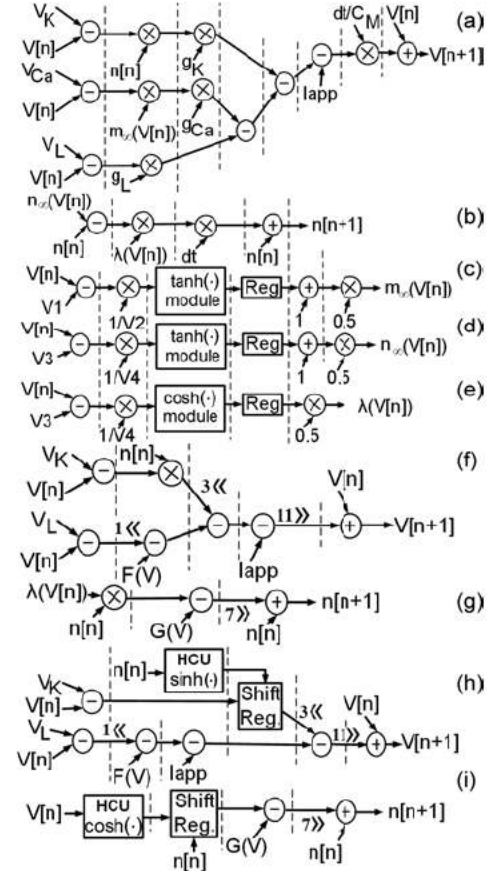 V_K
V[n]
n[n]
g_K
V_Ca
V[n]
m_∞(V[n])
g_Ca
V_L
V[n]
g_L
Iapp
dt/C_M
V[n]
V[n+1]
(a)
n_∞(V[n])
n[n]
λ(V[n])
dt
n[n]
n[n+1]
(b)
V[n]
V1
1/V2
tanh(·)
module
Reg
1
0.5
m_∞(V[n])
(c)
V[n]
V3
1/V4
tanh(·)
module
Reg
1
0.5
n_∞(V[n])
(d)
V[n]
V3
1/V4
cosh(·)
module
Reg
0.5
λ(V[n])
(e)
V_K
V[n]
n[n]
3≪
V_L
V[n]
1≪
F(V)
Iapp
11≫
V[n]
V[n+1]
(f)
λ(V[n])
n[n]
G(V)
7≫
n[n]
n[n+1]
(g)
n[n]
HCU
sinh(·)
V_K
V[n]
Shift
Reg.
3≪
V_L
V[n]
1≪
F(V)
Iapp
11≫
V[n]
V[n+1]
(h)
V[n]
HCU
cosh(·)
Shift
Reg.
n[n]
G(V)
7≫
n[n]
n[n+1]
(i)